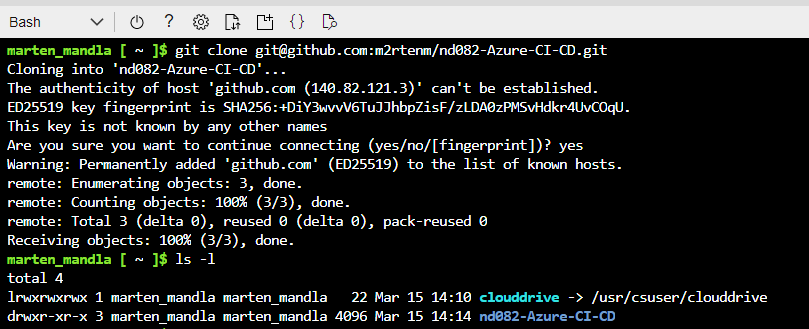 Bash
marten_mandla [ ~ ]$ git clone git@github.com:m2rtenm/nd082-Azure-CI-CD.git
Cloning into 'nd082-Azure-CI-CD'...
The authenticity of host 'github.com (140.82.121.3)' can't be established.
ED25519 key fingerprint is SHA256:+DiY3wvvV6TuJJhbpZisF/zLDA0zPMSvHdkr4UvCOqU.
This key is not known by any other names
Are you sure you want to continue connecting (yes/no/[fingerprint])? yes
Warning: Permanently added 'github.com' (ED25519) to the list of known hosts.
remote: Enumerating objects: 3, done.
remote: Counting objects: 100% (3/3), done.
remote: Total 3 (delta 0), reused 0 (delta 0), pack-reused 0
Receiving objects: 100% (3/3), done.
marten_mandla [ ~ ]$ ls -l
total 4
lrwxrwxrwx 1 marten_mandla marten_mandla   22 Mar 15 14:10 clouddrive -> /usr/csuser/clouddrive
drwxr-xr-x 3 marten_mandla marten_mandla 4096 Mar 15 14:14 nd082-Azure-CI-CD